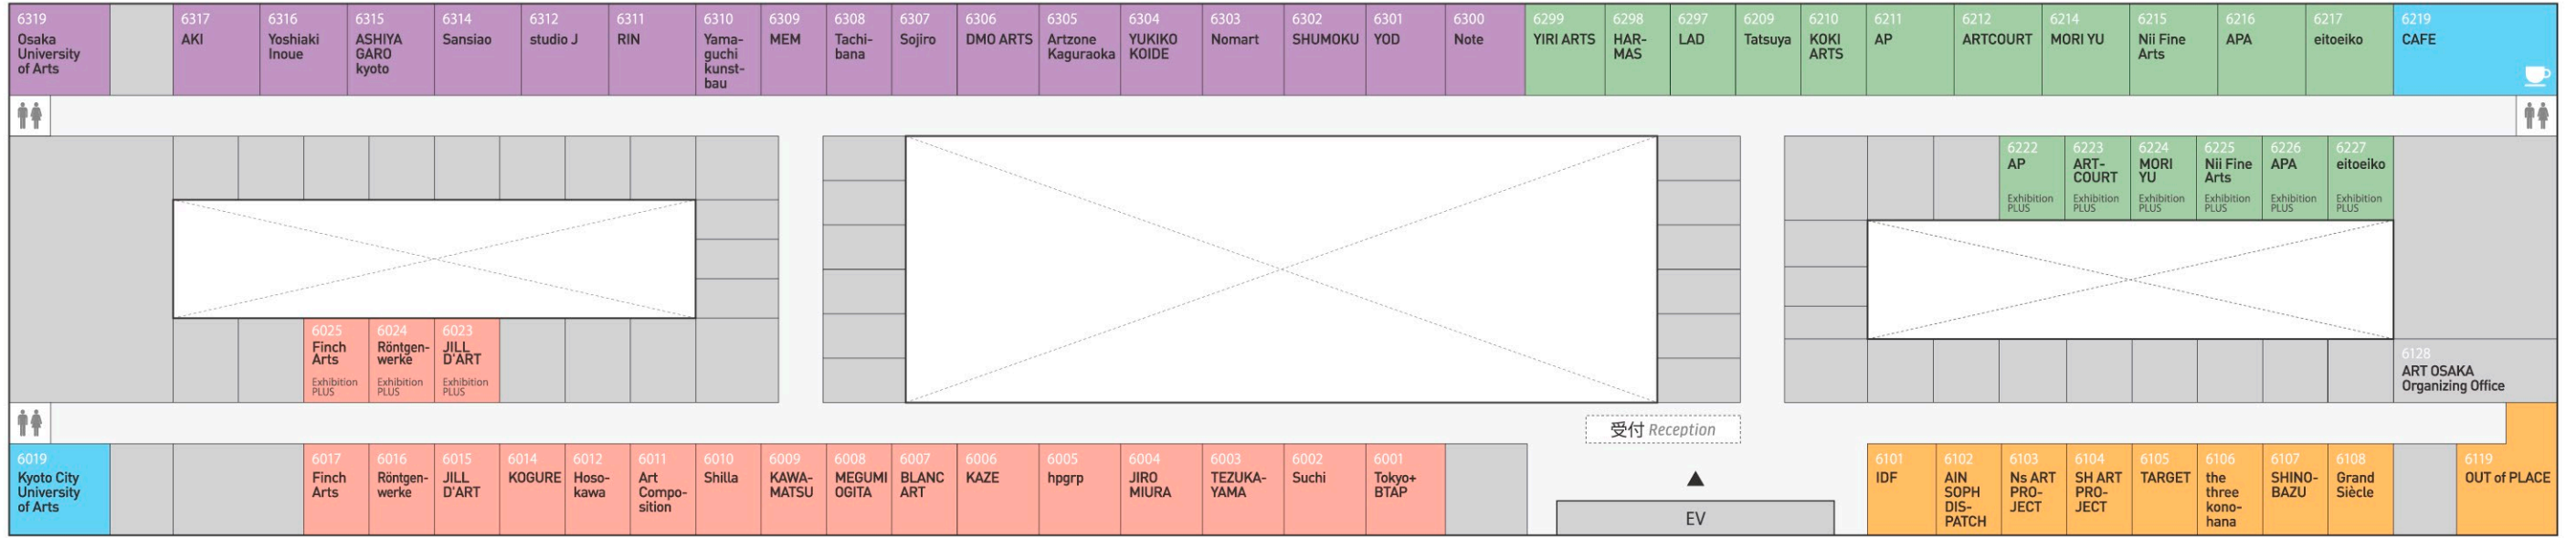 6319
Osaka
University
of Arts
6317
AKI
6316
Yoshiaki
Inoue
6315
ASHIYA
GARO
kyoto
6314
Sansiao
6312
studio J
6311
RIN
6310
Yama-
guchi
kunst-
bau
6309
MEM
6308
Tachi-
bana
6307
Sojiro
6306
DMO ARTS
6305
Artzone
Kaguraoka
6304
YUKIKO
KOIDE
6303
Nomart
6302
SHUMOKU
6301
YOD
6300
Note
6299
YIRI ARTS
6298
HAR-
MAS
6297
LAD
6209
Tatsuya
6210
KOKI
ARTS
6211
AP
6212
ARTCOURT
6214
MORI YU
6215
Nii Fine
Arts
6216
APA
6217
eitoeiko
6219
CAFE
6222
AP
Exhibition
PLUS
6223
ART-
COURT
Exhibition
PLUS
6224
MORI
YU
Exhibition
PLUS
6225
Nii Fine
Arts
Exhibition
PLUS
6226
APA
Exhibition
PLUS
6227
eitoeiko
Exhibition
PLUS
6025
Finch
Arts
Exhibition
PLUS
6024
Röntgen-
werke
Exhibition
PLUS
6023
JILL
D'ART
Exhibition
PLUS
6128
ART OSAKA
Organizing Office
受付 Reception
6019
Kyoto City
University
of Arts
6017
Finch
Arts
6016
Röntgen-
werke
6015
JILL
D'ART
6014
KOGURE
6012
Hoso-
kawa
6011
Art
Compo-
sition
6010
Shilla
6009
KAWA-
MATSU
6008
MEGUMI
OGITA
6007
BLANC
ART
6006
KAZE
6005
hpgrp
6004
JIRO
MIURA
6003
TEZUKA-
YAMA
6002
Suchi
6001
Tokyo+
BTAP
EV
6101
IDF
6102
AIN
SOPH
DIS-
PATCH
6103
Ns ART
PRO-
JECT
6104
SH ART
PRO-
JECT
6105
TARGET
6106
the
three
kono-
hana
6107
SHINO-
BAZU
6108
Grand
Siècle
6119
OUT of PLACE